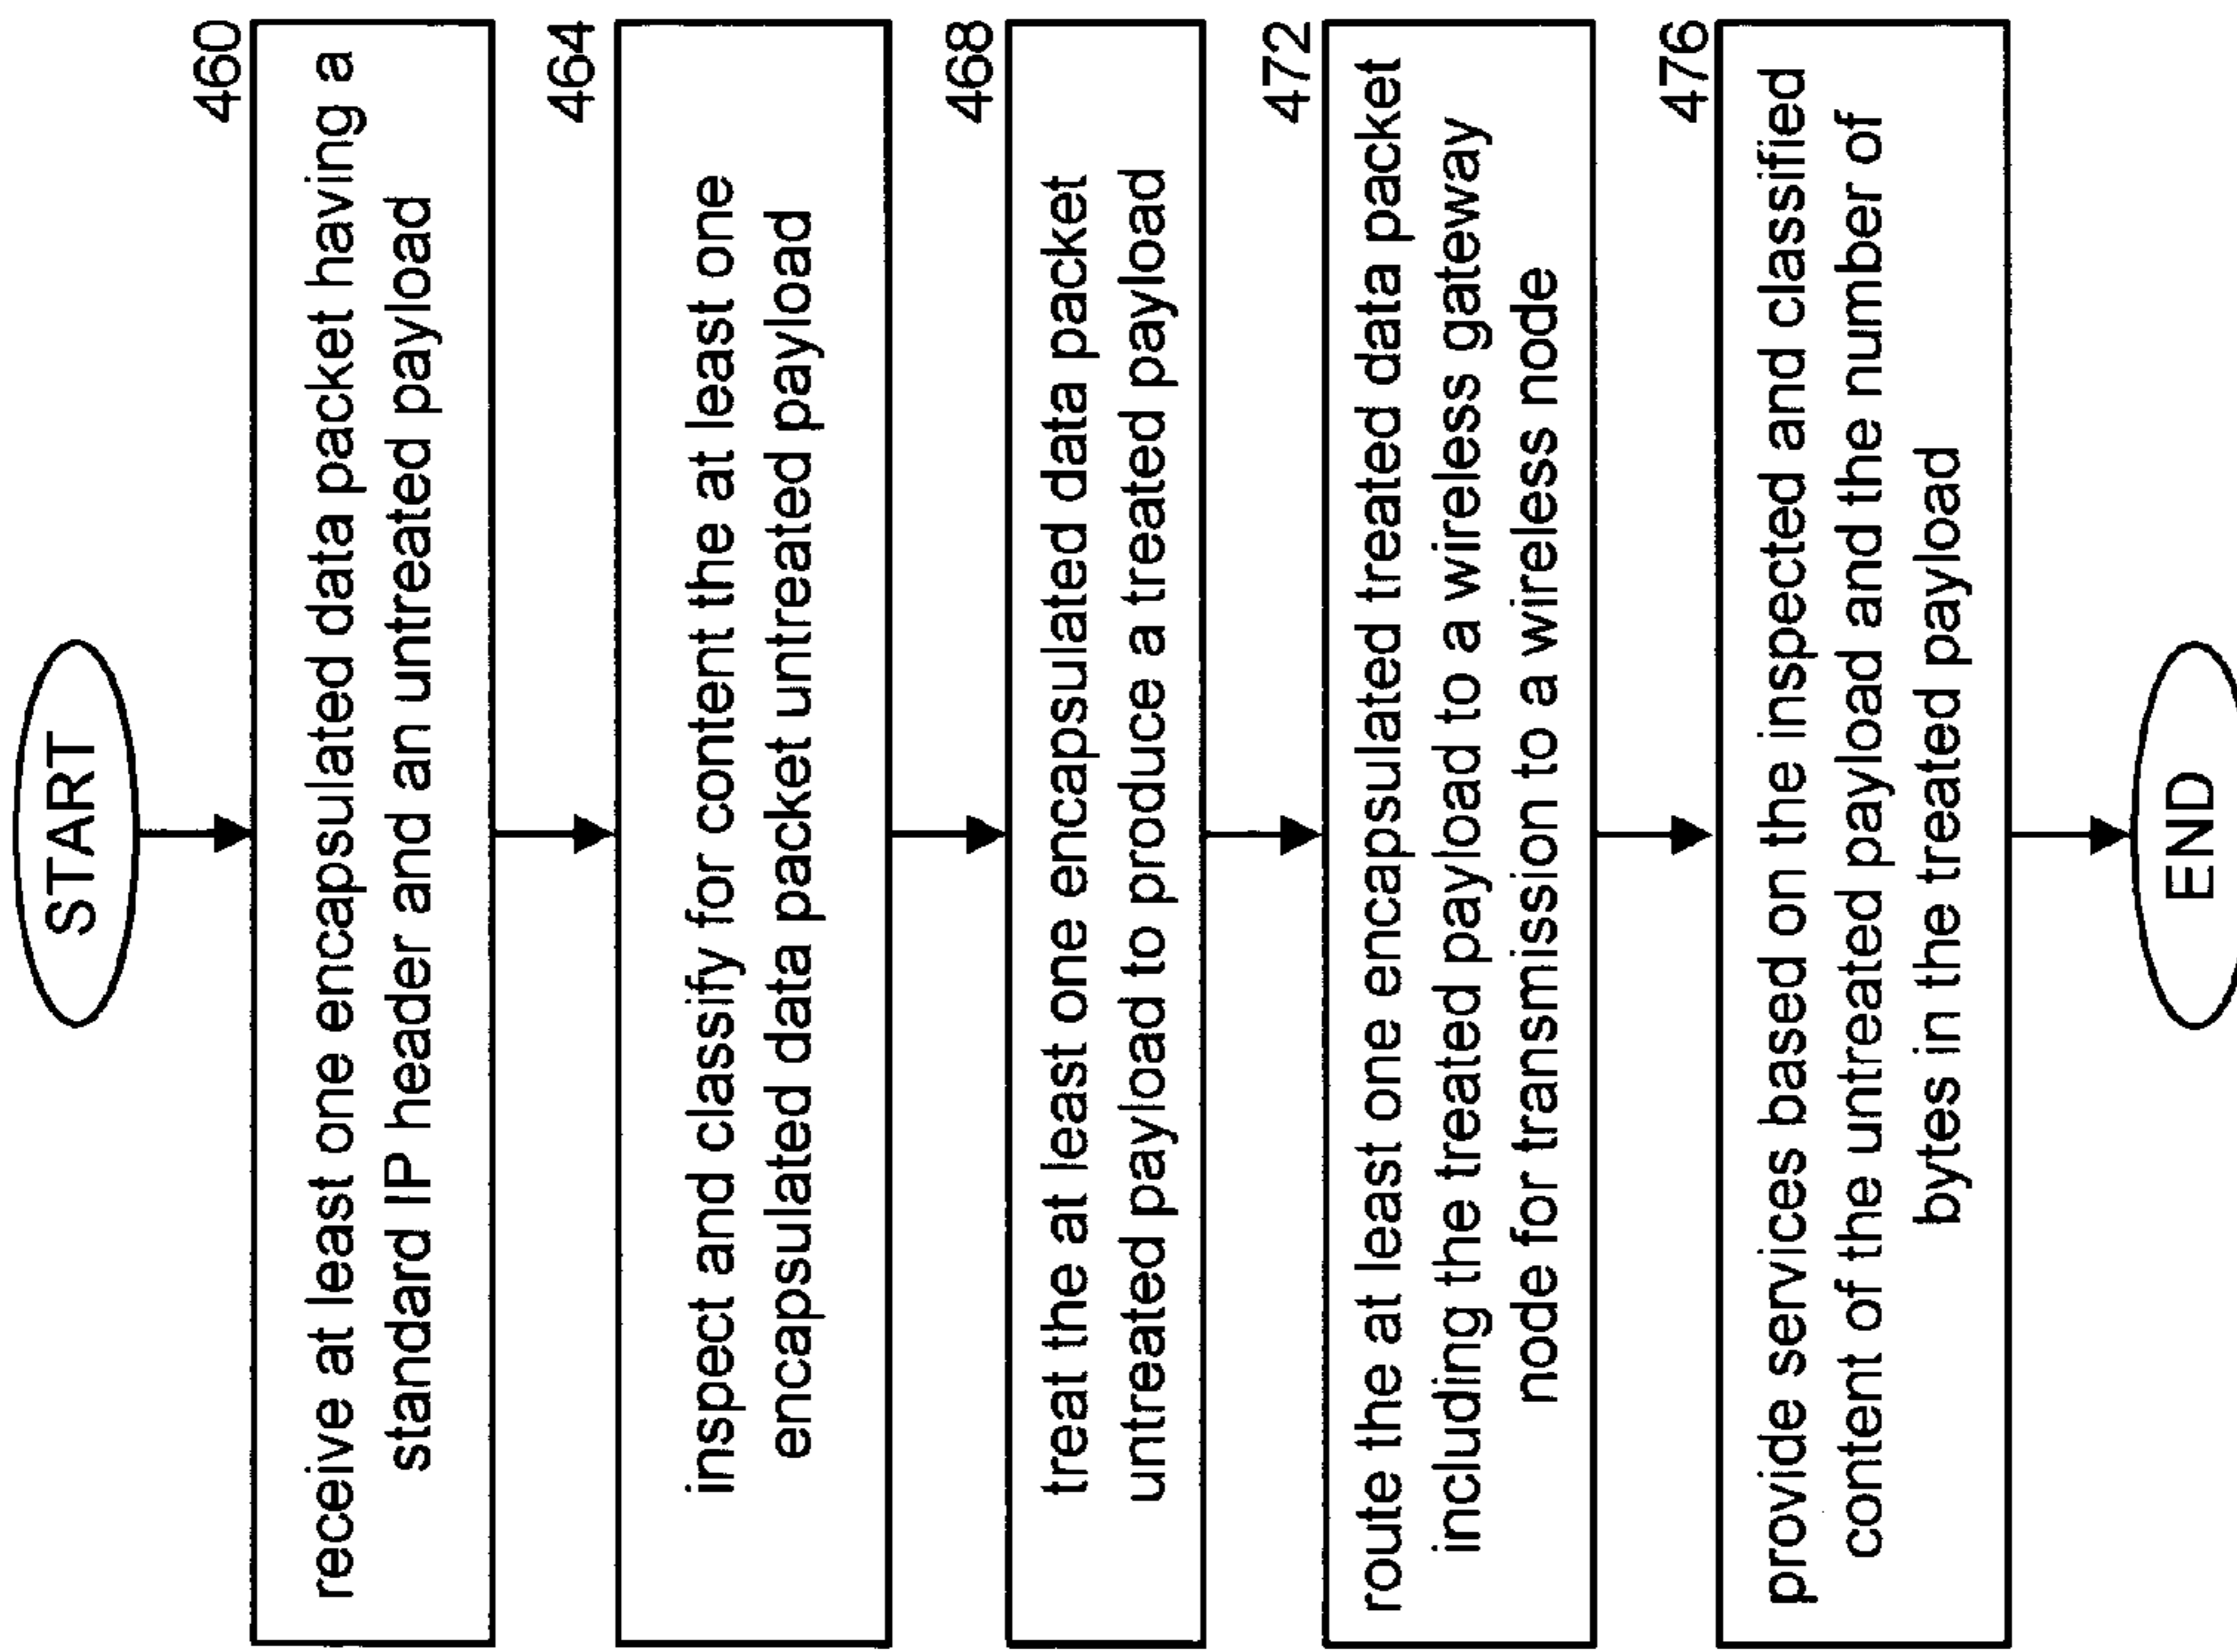 START
460
receive at least one encapsulated data packet having a
standard IP header and an untreated payload
464
inspect and classify for content the at least one
encapsulated data packet untreated payload
468
treat the at least one encapsulated data packet
untreated payload to produce a treated payload
472
route the at least one encapsulated treated data packet
including the treated payload to a wireless gateway
node for transmission to a wireless node
476
provide services based on the inspected and classified
content of the untreated payload and the number of
bytes in the treated payload
END